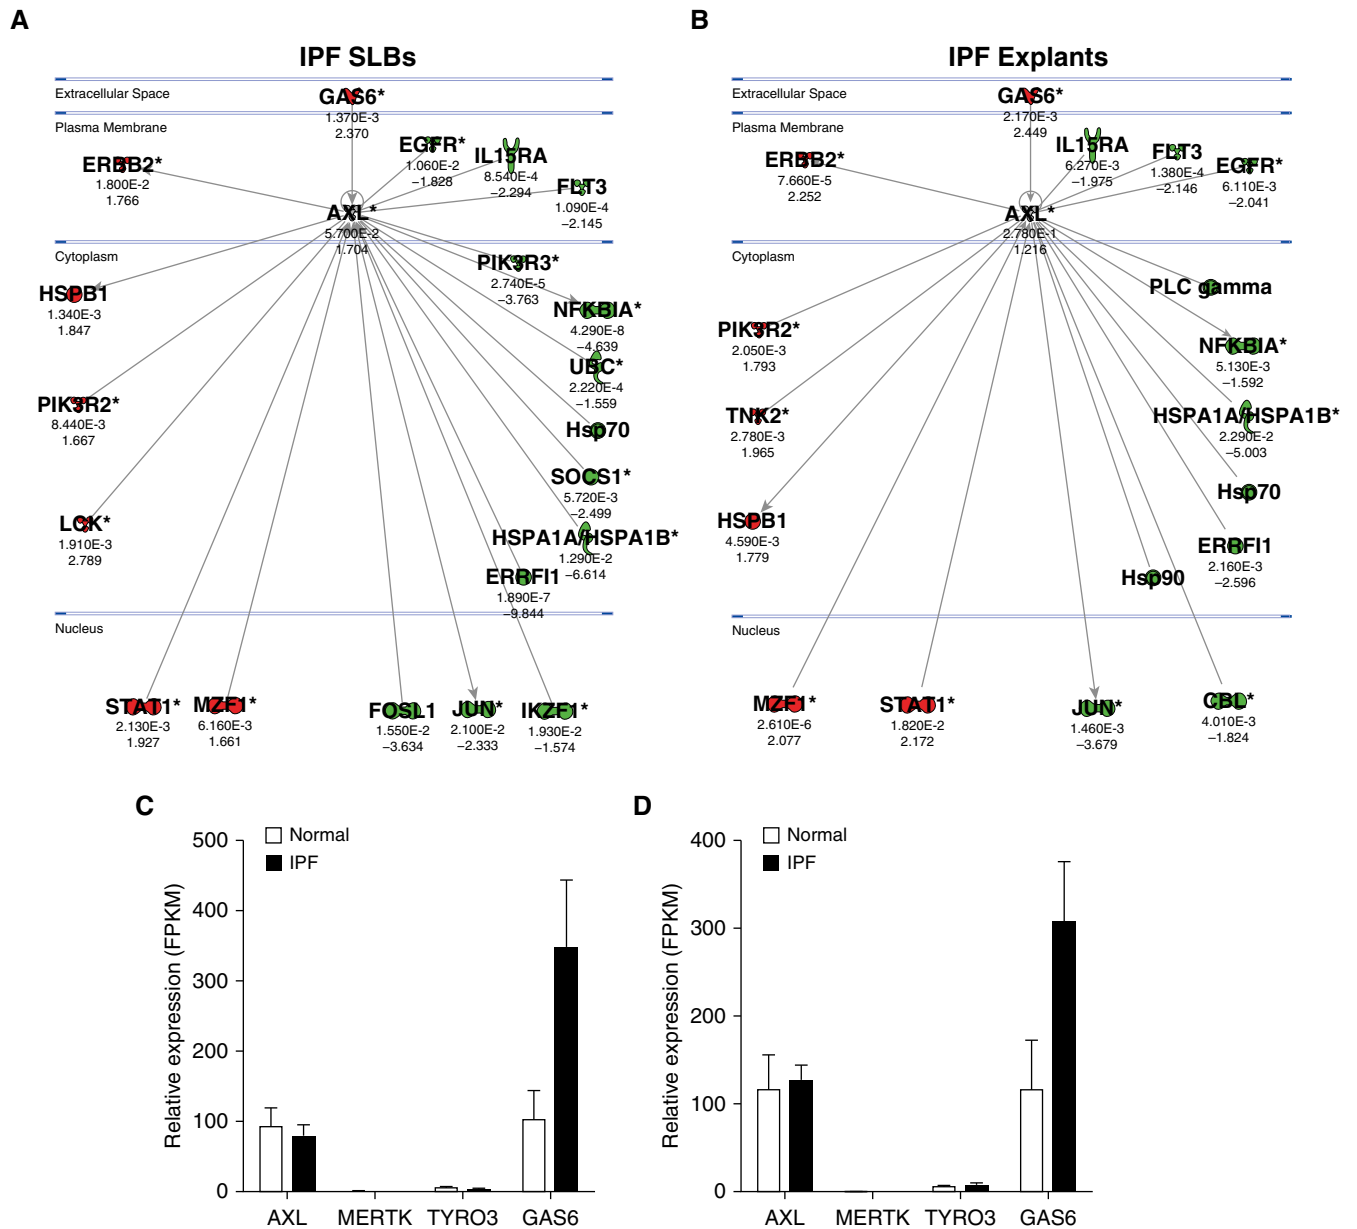 A
IPF SLBs
Extracellular Space
GAS6*
1.370E-3
2.370
Plasma Membrane
ERBB2*
1.800E-2
1.766
EGFR*
1.060E-2
−1.828
IL15RA
8.540E-4
−2.294
FLT3
1.090E-4
−2.145
AXL*
5.700E-2
1.704
Cytoplasm
HSPB1
1.340E-3
1.847
PIK3R3*
2.740E-5
−3.763
NFKBIA*
4.290E-8
−4.639
UBC*
2.220E-4
−1.559
PIK3R2*
8.440E-3
1.667
Hsp70
SOCS1*
5.720E-3
−2.499
LCK*
1.910E-3
2.789
HSPA1A/HSPA1B*
1.290E-2
−6.614
ERRFI1
1.890E-7
−9.844
Nucleus
STAT1*
2.130E-3
1.927
MZF1*
6.160E-3
1.661
FOSL1
1.550E-2
−3.634
JUN*
2.100E-2
−2.333
IKZF1*
1.930E-2
−1.574
B
IPF Explants
Extracellular Space
GAS6*
2.170E-3
2.449
Plasma Membrane
ERBB2*
7.660E-5
2.252
IL15RA
6.270E-3
−1.975
FLT3
1.380E-4
−2.146
EGFR*
6.110E-3
−2.041
AXL*
2.780E-1
1.216
Cytoplasm
PLC gamma
PIK3R2*
2.050E-3
1.793
NFKBIA*
5.130E-3
−1.592
TNK2*
2.780E-3
1.965
HSPA1A/HSPA1B*
2.290E-2
−5.003
Hsp70
HSPB1
4.590E-3
1.779
ERRFI1
2.160E-3
−2.596
Hsp90
Nucleus
MZF1*
2.610E-6
2.077
STAT1*
1.820E-2
2.172
JUN*
1.460E-3
−3.679
CBL*
4.010E-3
−1.824
C
Normal
IPF
Relative expression (FPKM)
500
400
300
200
100
0
AXL MERTK TYRO3 GAS6
D
Normal
IPF
Relative expression (FPKM)
400
300
200
100
0
AXL MERTK TYRO3 GAS6